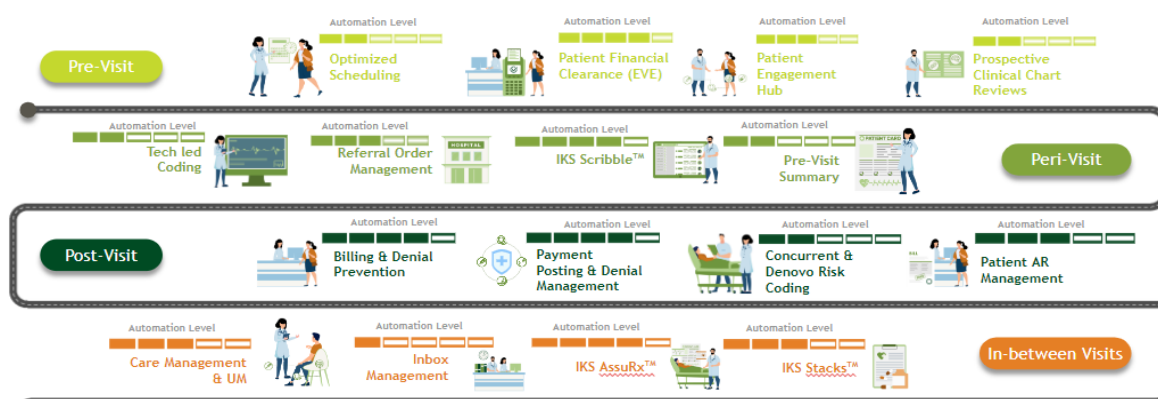 Pre-Visit
Automation Level
Optimized
Scheduling
Automation Level
Patient Financial
Clearance (EVE)
Automation Level
Patient
Engagement
Hub
Automation Level
Prospective
Clinical Chart
Reviews
Automation Level
Tech led
Coding
Automation Level
Referral Order
Management
HOSPITAL
Automation Level
IKS Scribble™
Automation Level
Pre-Visit
Summary
PATIENT CARD
Peri-Visit
Post-Visit
Automation Level
Billing & Denial
Prevention
Automation Level
Payment
Posting & Denial
Management
Automation Level
Concurrent &
Denovo Risk
Coding
Automation Level
Patient AR
Management
Automation Level
Care Management
& UM
Automation Level
Inbox
Management
Automation Level
IKS AssuRx™
Automation Level
IKS Stacks™
In-between Visits